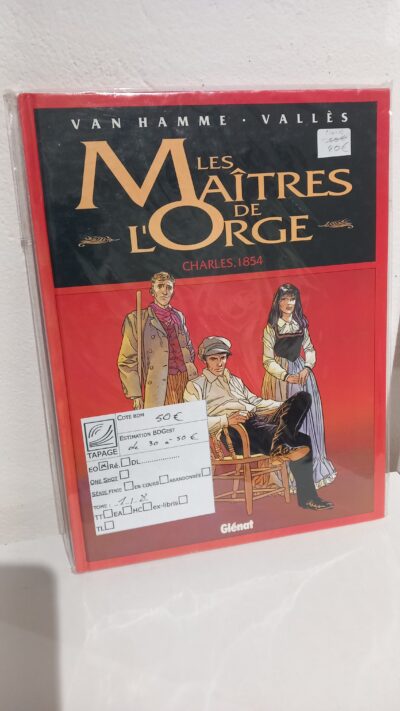 VAN HAMME · VALLÈS
40€
LES
MAÎTRES
DE
L'ORGE
CHARLES, 1854
TAPAGE
COTE BDM 50 €
ESTIMATION BDGEST
de 30 à 50 €
EO RÉ DL
ONE SHOT
SÉRIE FINIE EN COURS ABANDONNÉE
TOME : 1 à 8
TT EA HC ex-libris
TL
Glénat